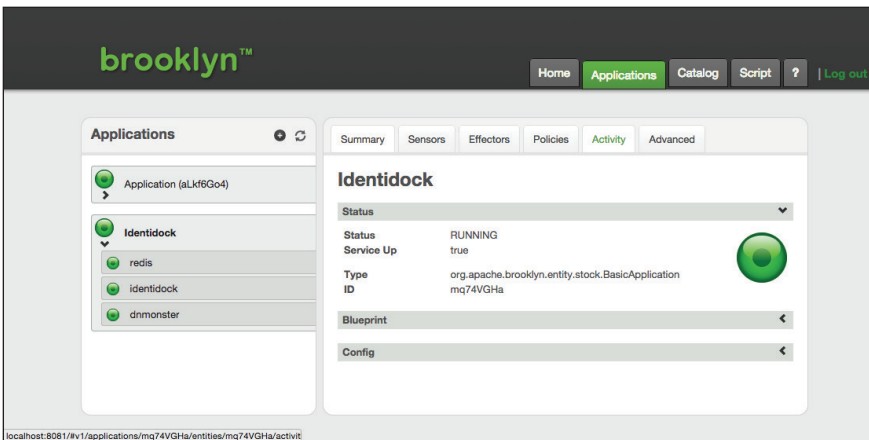 brooklyn™
Home Applications Catalog Script ? | Log out
Applications
Application (aLkf6Go4)
Identidock
redis
identidock
dnmonster
Summary Sensors Effectors Policies Activity Advanced
Identidock
Status
Status RUNNING
Service Up true
Type org.apache.brooklyn.entity.stock.BasicApplication
ID mq74VGHa
Blueprint
Config
localhost:8081/#v1/applications/mq74VGHa/entities/mq74VGHa/activit